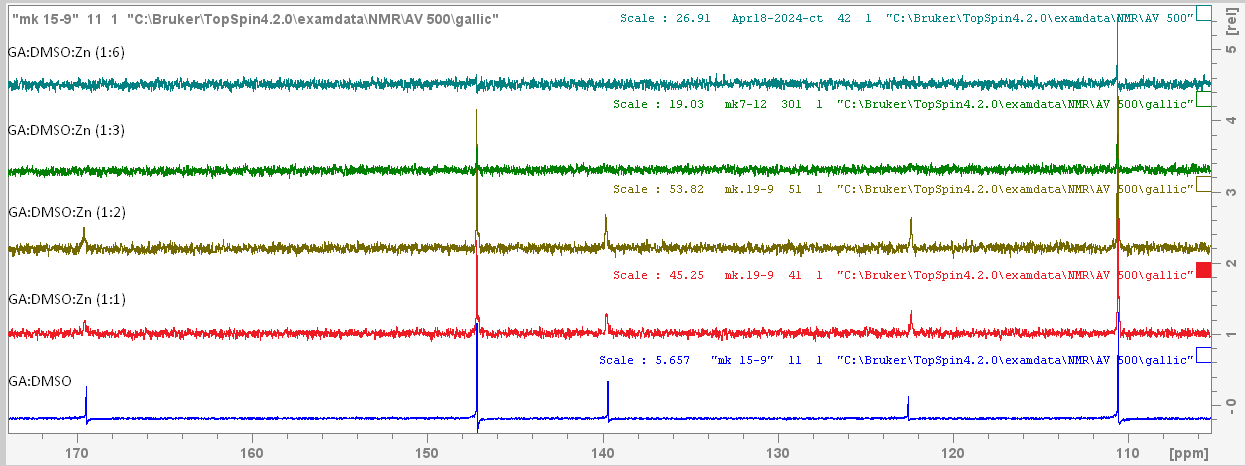 "mk 15-9" 11 1 "C:\Bruker\TopSpin4.2.0\examdata\NMR\AV 500\gallic"
Scale : 26.91 Apr18-2024-ct 42 1 "C:\Bruker\TopSpin4.2.0\examdata\NMR\AV 500"
[rel]
GA:DMSO:Zn (1:6)
5
Scale : 19.03 mk7-12 301 1 "C:\Bruker\TopSpin4.2.0\examdata\NMR\AV 500\gallic"
4
GA:DMSO:Zn (1:3)
Scale : 53.82 mk.19-9 51 1 "C:\Bruker\TopSpin4.2.0\examdata\NMR\AV 500\gallic"
3
GA:DMSO:Zn (1:2)
2
Scale : 45.25 mk.19-9 41 1 "C:\Bruker\TopSpin4.2.0\examdata\NMR\AV 500\gallic"
GA:DMSO:Zn (1:1)
1
Scale : 5.657 "mk 15-9" 11 1 "C:\Bruker\TopSpin4.2.0\examdata\NMR\AV 500\gallic"
GA:DMSO
-0
170 160 150 140 130 120 110 [ppm]